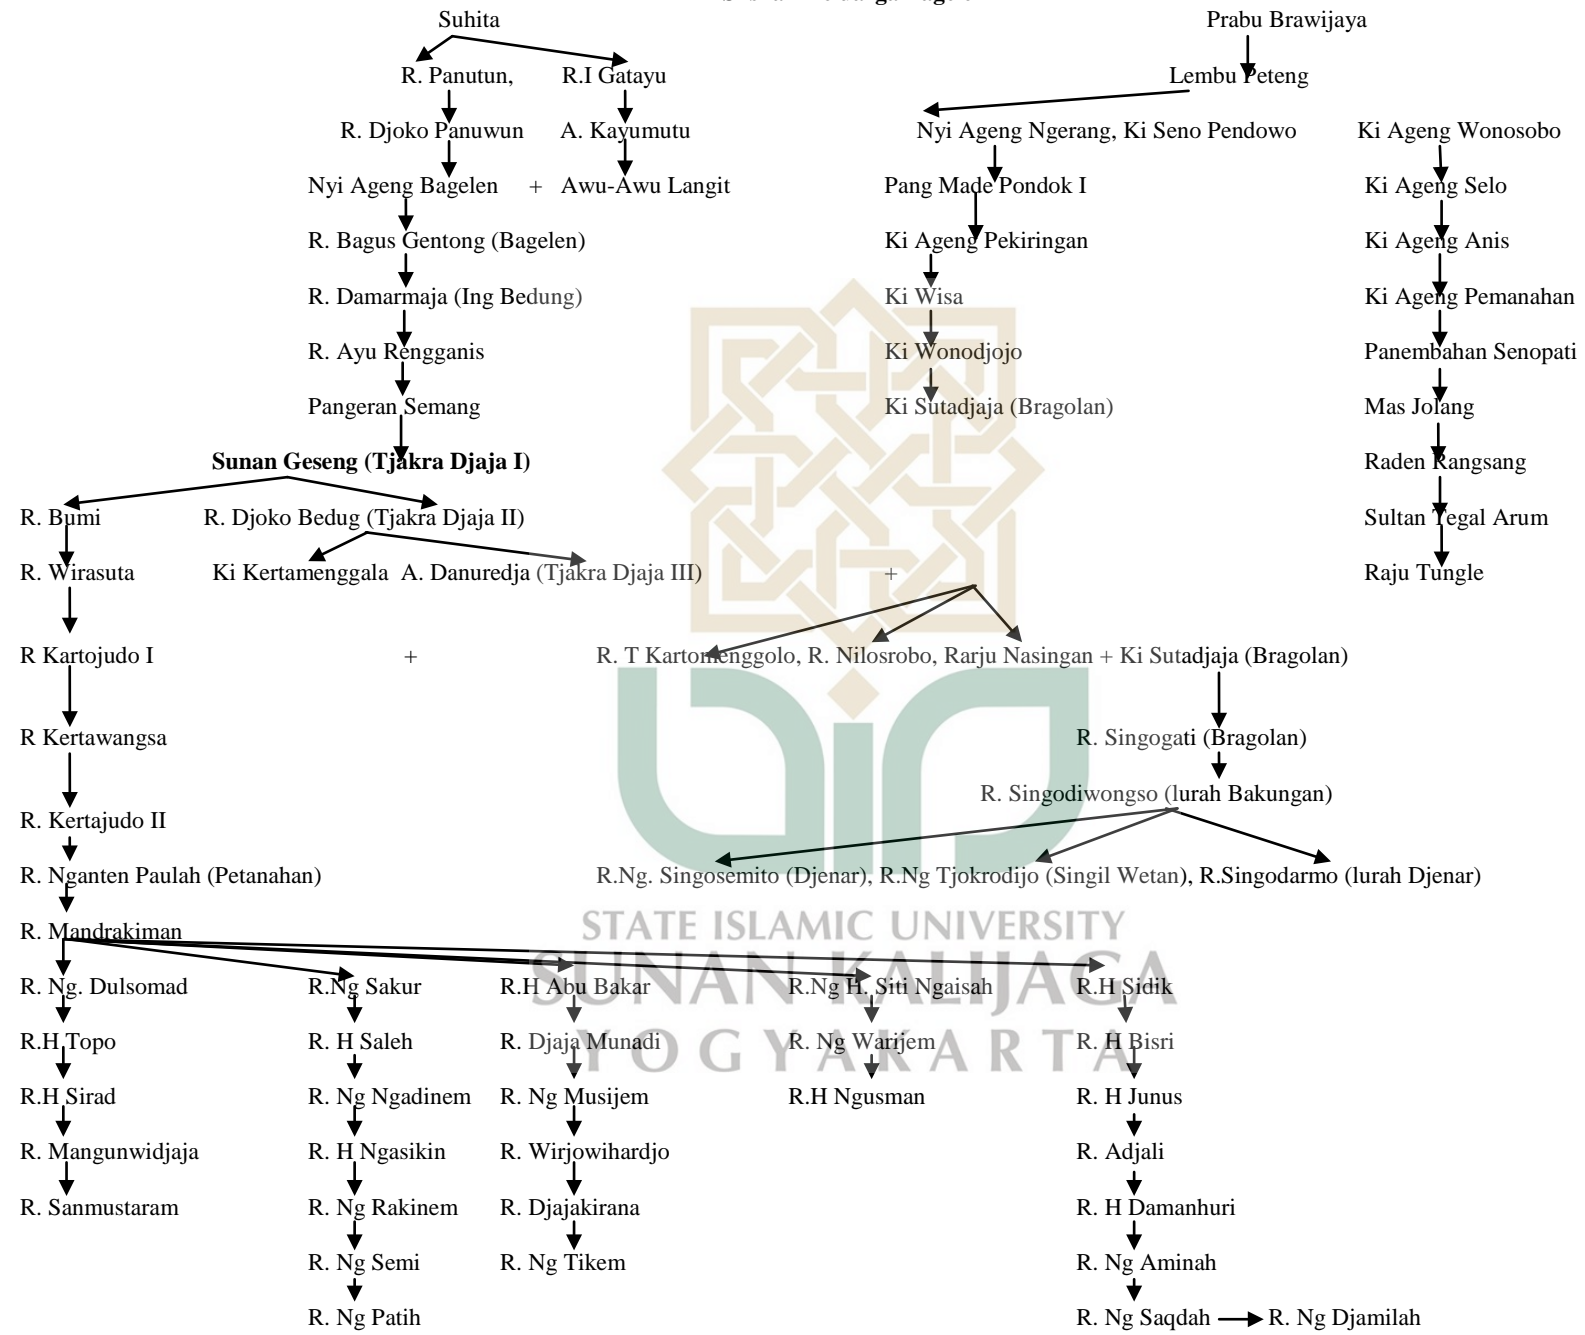 Suhita Prabu Brawijaya
R. Panutun, R.I Gatayu Lembu Peteng
R. Djoko Panuwun A. Kayumutu Nyi Ageng Ngerang, Ki Seno Pendowo Ki Ageng Wonosobo
Nyi Ageng Bagelen + Awu-Awu Langit Pang Made Pondok I Ki Ageng Selo
R. Bagus Gentong (Bagelen) Ki Ageng Pekiringan Ki Ageng Anis
R. Damarmaja (Ing Bedung) Ki Wisa Ki Ageng Pemanahan
R. Ayu Rengganis Ki Wonodjojo Panembahan Senopati
Pangeran Semang Ki Sutadjaja (Bragolan) Mas Jolang
Sunan Geseng (Tjakra Djaja I) Raden Rangsang
R. Bumi R. Djoko Bedug (Tjakra Djaja II) Sultan Tegal Arum
R. Wirasuta Ki Kertamenggala A. Danuredja (Tjakra Djaja III) + Raju Tungle
R Kartojudo I + R. T Kartomenggolo, R. Nilosrobo, Rarju Nasingan + Ki Sutadjaja (Bragolan)
R Kertawangsa R. Singogati (Bragolan)
R. Singodiwongso (lurah Bakungan)
R. Kertajudo II
R. Nganten Paulah (Petanahan) R.Ng. Singosemito (Djenar), R.Ng Tjokrodijo (Singil Wetan), R.Singodarmo (lurah Djenar)
STATE ISLAMIC UNIVERSITY
R. Mandrakiman
SUNAN KALIJAGA
R. Ng. Dulsomad R.Ng Sakur R.H Abu Bakar R.Ng H. Siti Ngaisah R.H Sidik
YOGYAKARTA
R.H Topo R. H Saleh R. Djaja Munadi R. Ng Warijem R. H Bisri
R.H Sirad R. Ng Ngadinem R. Ng Musijem R.H Ngusman R. H Junus
R. Mangunwidjaja R. H Ngasikin R. Wirjowihardjo R. Adjali
R. Sanmustaram R. Ng Rakinem R. Djajakirana R. H Damanhuri
R. Ng Semi R. Ng Tikem R. Ng Aminah
R. Ng Patih R. Ng Saqdah R. Ng Djamilah